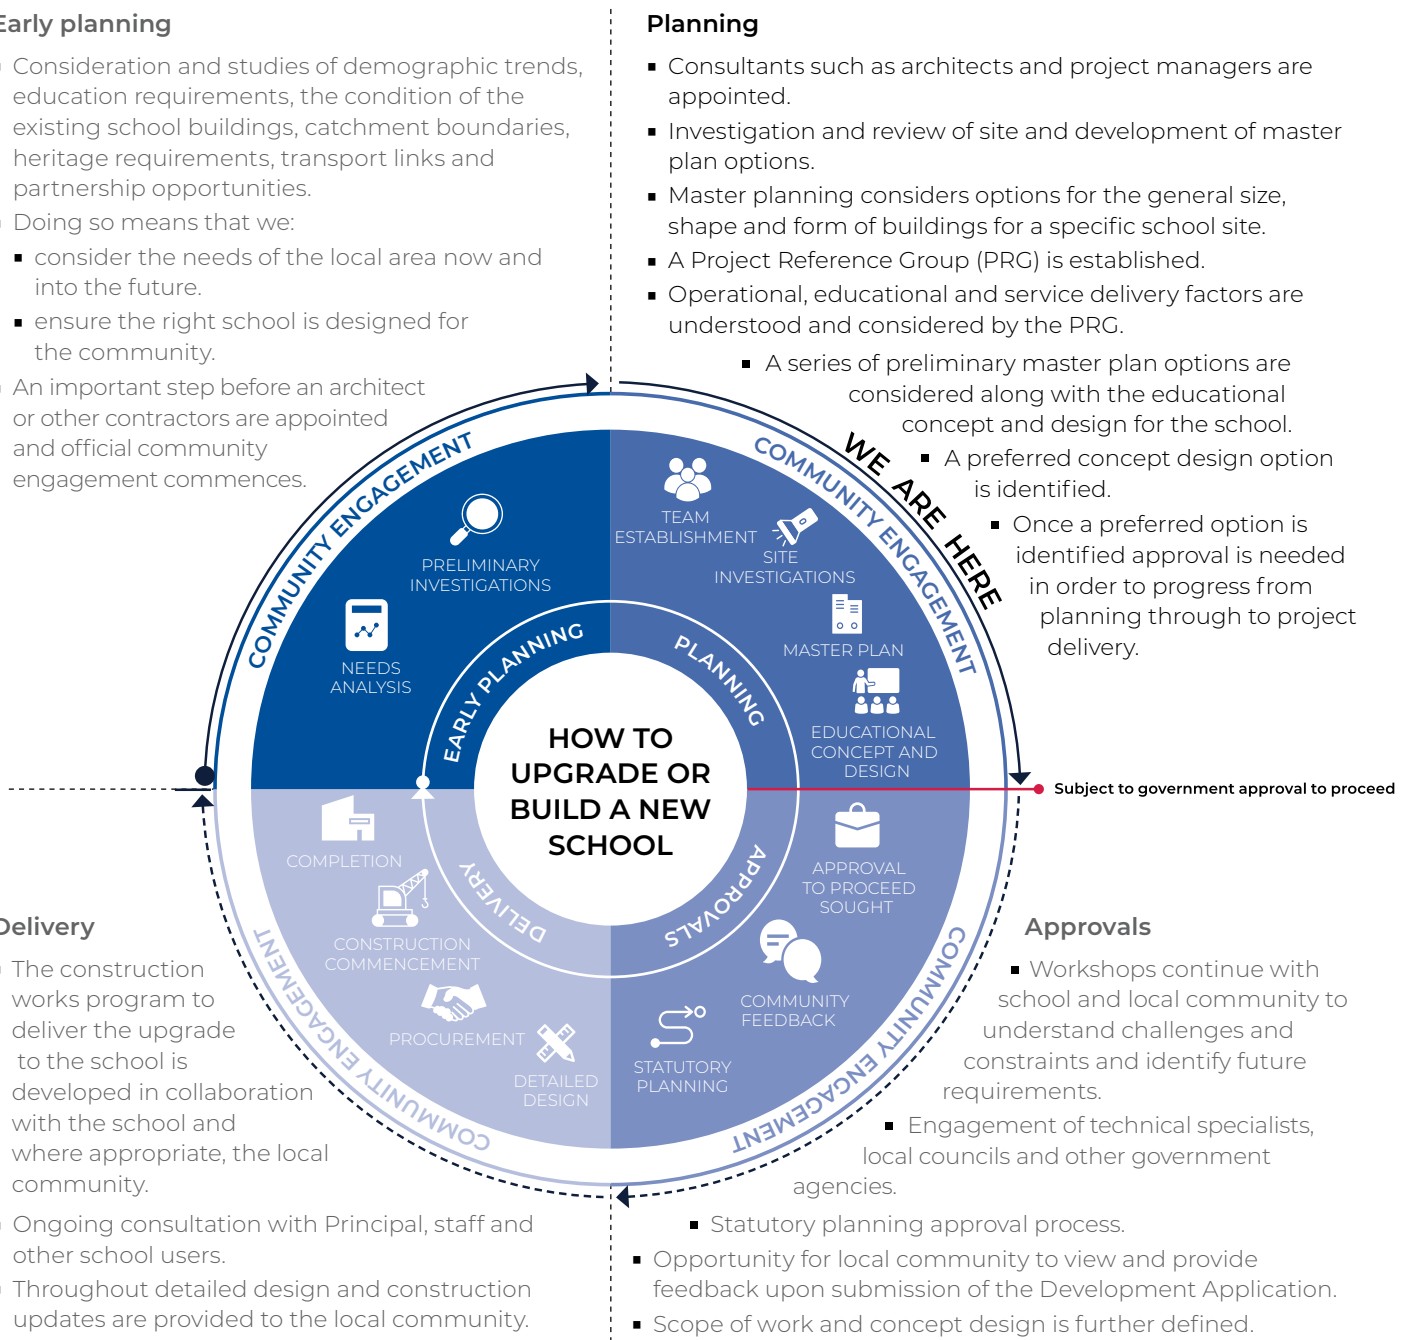 Early planning
Consideration and studies of demographic trends,
education requirements, the condition of the
existing school buildings, catchment boundaries,
heritage requirements, transport links and
partnership opportunities.
Doing so means that we:
▪ consider the needs of the local area now and
into the future.
▪ ensure the right school is designed for
the community.
An important step before an architect
or other contractors are appointed
and official community
engagement commences.
Planning
▪ Consultants such as architects and project managers are
appointed.
▪ Investigation and review of site and development of master
plan options.
▪ Master planning considers options for the general size,
shape and form of buildings for a specific school site.
▪ A Project Reference Group (PRG) is established.
▪ Operational, educational and service delivery factors are
understood and considered by the PRG.
▪ A series of preliminary master plan options are
considered along with the educational
concept and design for the school.
▪ A preferred concept design option
is identified.
▪ Once a preferred option is
identified approval is needed
in order to progress from
planning through to project
delivery.
WE ARE HERE
COMMUNITY ENGAGEMENT
PRELIMINARY
INVESTIGATIONS
NEEDS
ANALYSIS
EARLY PLANNING
COMMUNITY ENGAGEMENT
TEAM
ESTABLISHMENT
SITE
INVESTIGATIONS
MASTER PLAN
EDUCATIONAL
CONCEPT AND
DESIGN
PLANNING
HOW TO
UPGRADE OR
BUILD A NEW
SCHOOL
Subject to government approval to proceed
APPROVAL
TO PROCEED
SOUGHT
COMMUNITY
FEEDBACK
STATUTORY
PLANNING
APPROVALS
COMMUNITY ENGAGEMENT
COMPLETION
CONSTRUCTION
COMMENCEMENT
PROCUREMENT
DETAILED
DESIGN
DELIVERY
COMMUNITY ENGAGEMENT
Delivery
The construction
works program to
deliver the upgrade
to the school is
developed in collaboration
with the school and
where appropriate, the local
community.
Ongoing consultation with Principal, staff and
other school users.
Throughout detailed design and construction
updates are provided to the local community.
Approvals
▪ Workshops continue with
school and local community to
understand challenges and
constraints and identify future
requirements.
▪ Engagement of technical specialists,
local councils and other government
agencies.
▪ Statutory planning approval process.
▪ Opportunity for local community to view and provide
feedback upon submission of the Development Application.
▪ Scope of work and concept design is further defined.